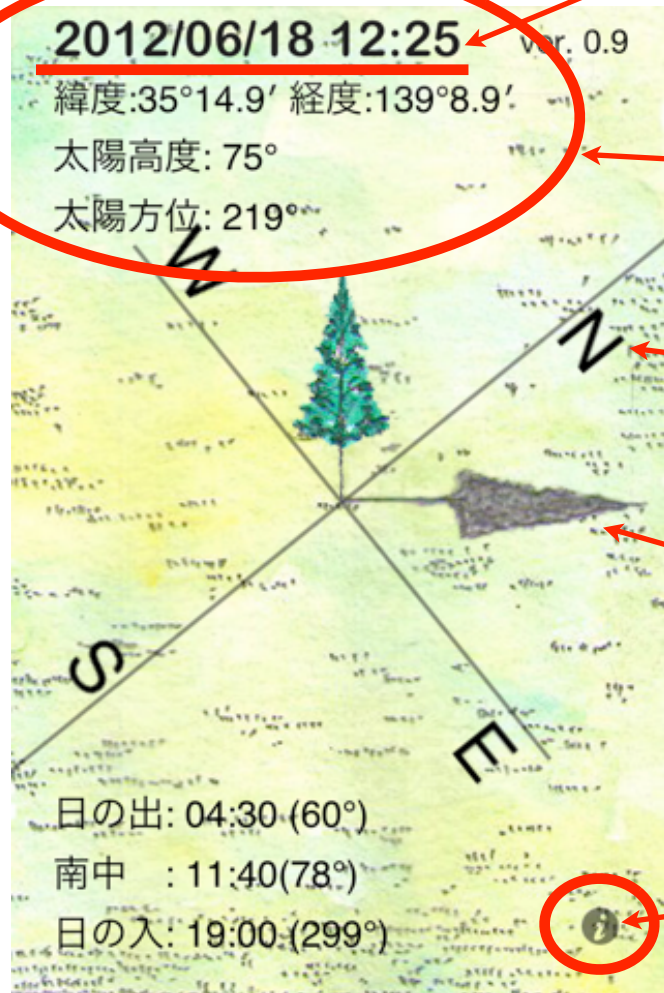 2012/06/18 12:25 ver. 0.9
緯度:35°14.9′ 経度:139°8.9′
太陽高度: 75°
太陽方位: 219°
W
N
S
E
日の出: 04:30 (60°)
南中 : 11:40(78°)
日の入: 19:00 (299°)
i